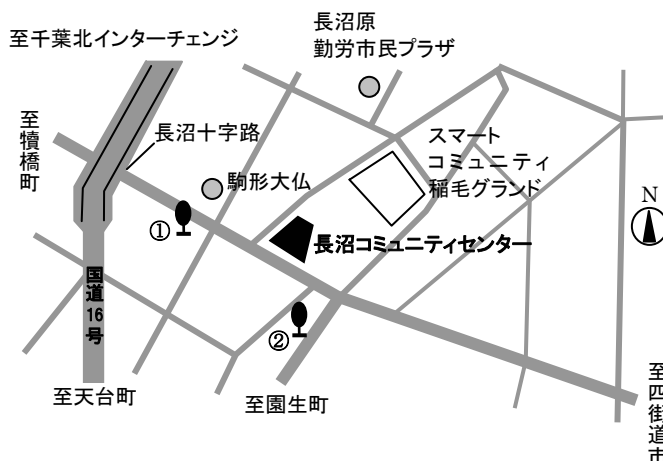 至千葉北インターチェンジ
長沼原
勤労市民プラザ
至犢橋町
長沼十字路
スマート
コミュニティ
稲毛グランド
駒形大仏
N
①
長沼コミュニティセンター
国道16号
②
至天台町
至園生町
至四街道市